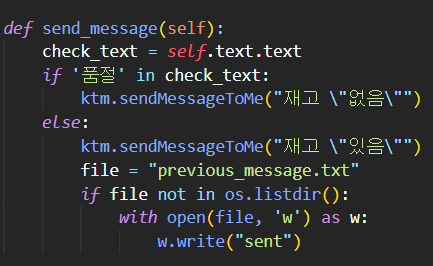 def send_message(self):
check_text = self.text.text
if '품절' in check_text:
ktm.sendMessageToMe("재고 \"없음\"")
else:
ktm.sendMessageToMe("재고 \"있음\"")
file = "previous_message.txt"
if file not in os.listdir():
with open(file, 'w') as w:
w.write("sent")